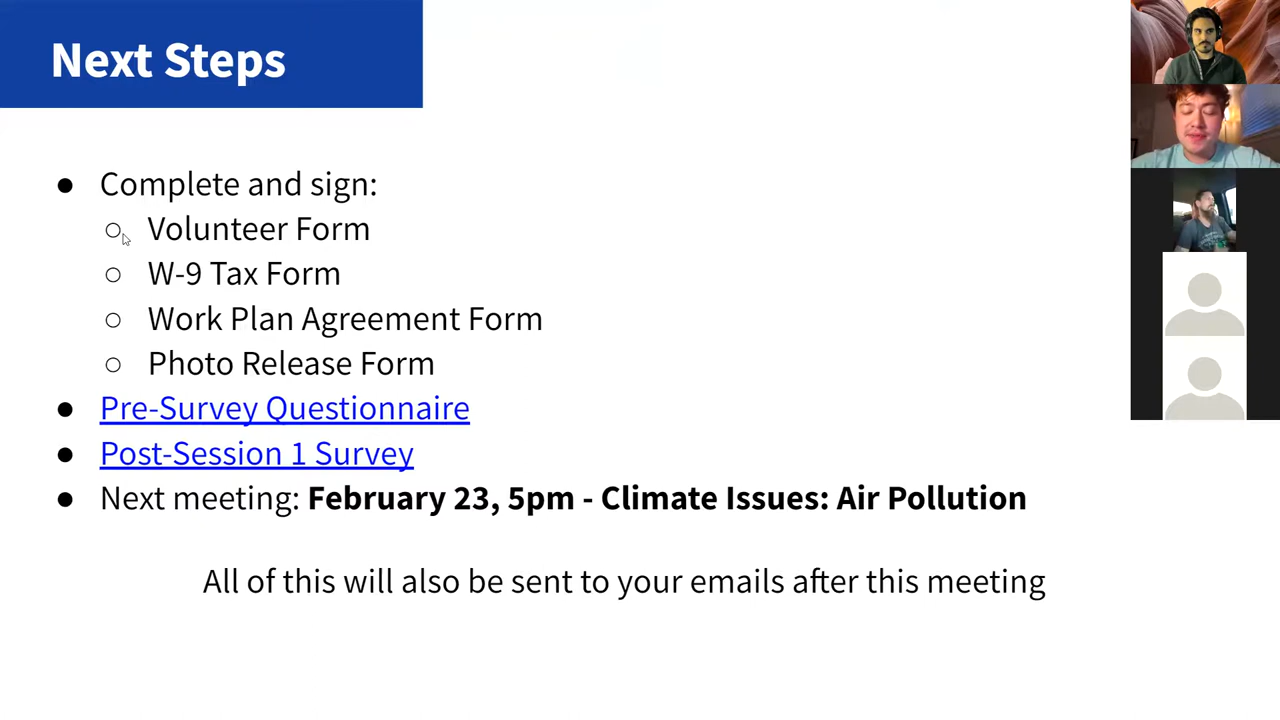 Next Steps
● Complete and sign:
○ Volunteer Form
○ W-9 Tax Form
○ Work Plan Agreement Form
○ Photo Release Form
● Pre-Survey Questionnaire
● Post-Session 1 Survey
● Next meeting: February 23, 5pm - Climate Issues: Air Pollution
All of this will also be sent to your emails after this meeting